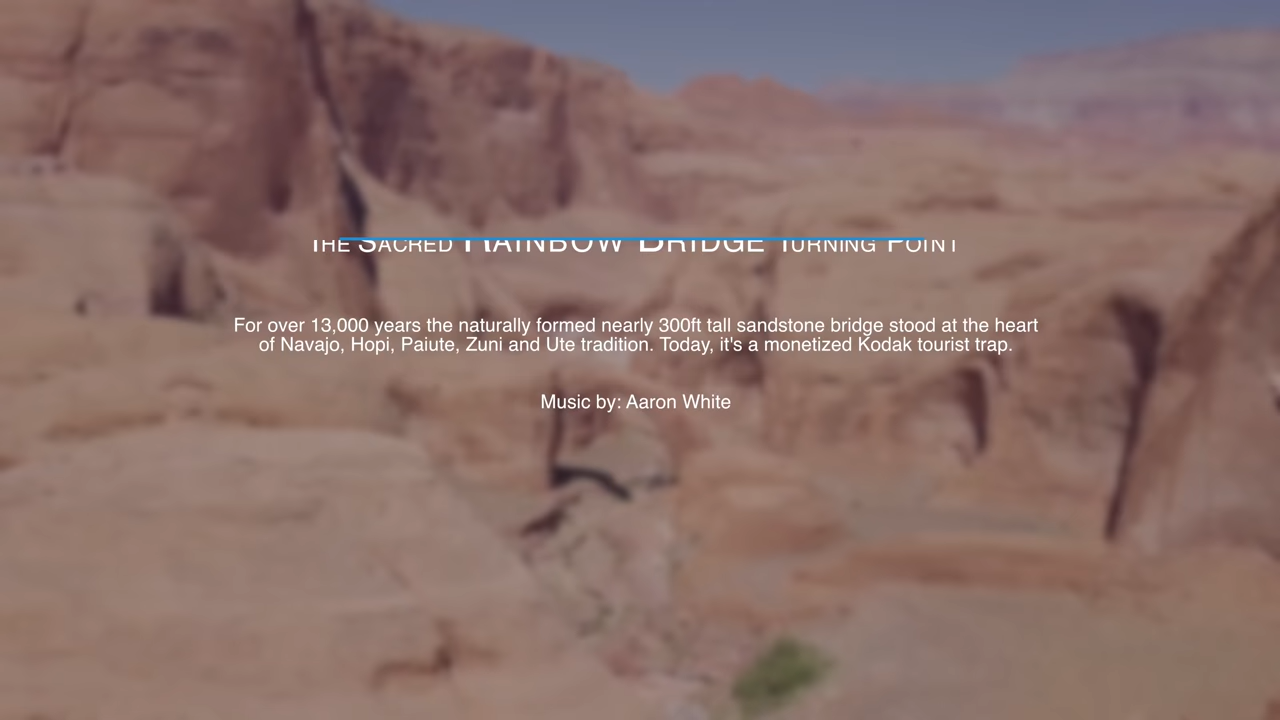 The Sacred Rainbow Bridge Turning Point
For over 13,000 years the naturally formed nearly 300ft tall sandstone bridge stood at the heart
of Navajo, Hopi, Paiute, Zuni and Ute tradition. Today, it's a monetized Kodak tourist trap.
Music by: Aaron White